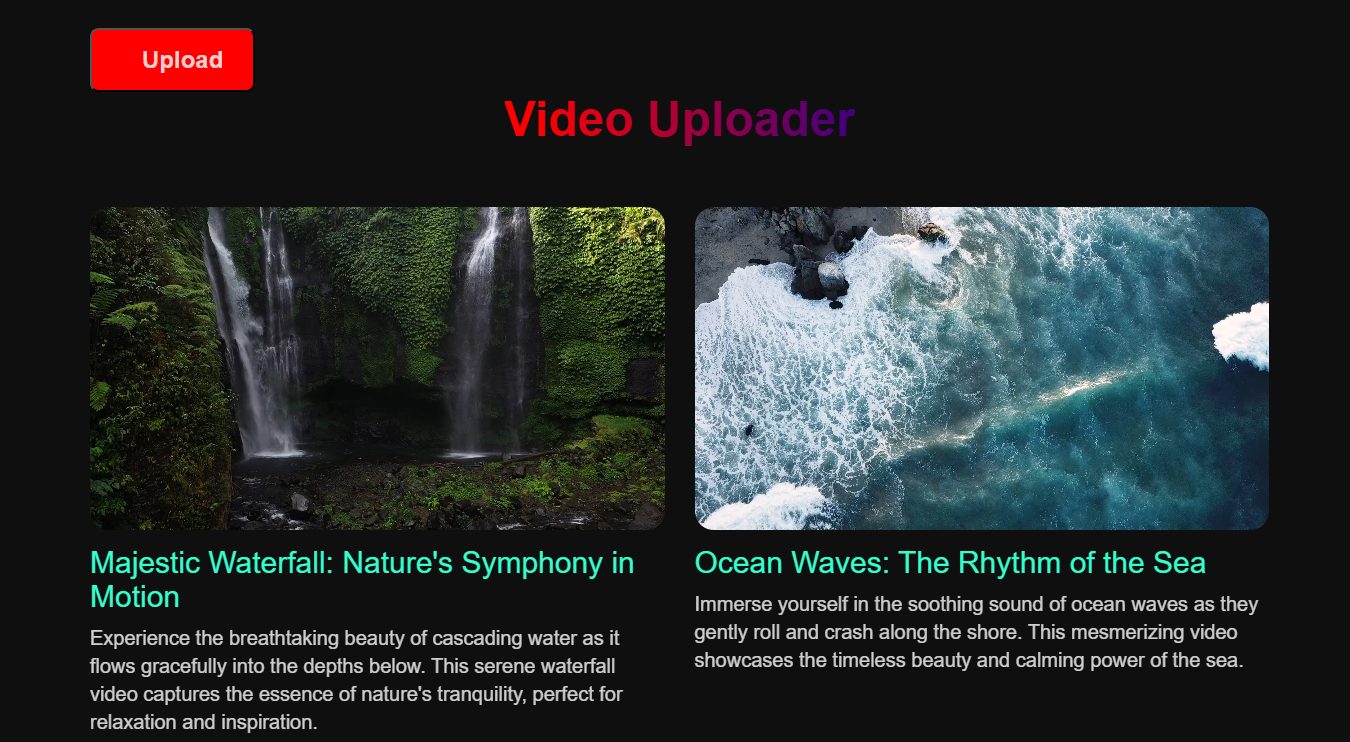 Upload
Video Uploader
Majestic Waterfall: Nature's Symphony in
Motion
Experience the breathtaking beauty of cascading water as it
flows gracefully into the depths below. This serene waterfall
video captures the essence of nature's tranquility, perfect for
relaxation and inspiration.
Ocean Waves: The Rhythm of the Sea
Immerse yourself in the soothing sound of ocean waves as they
gently roll and crash along the shore. This mesmerizing video
showcases the timeless beauty and calming power of the sea.